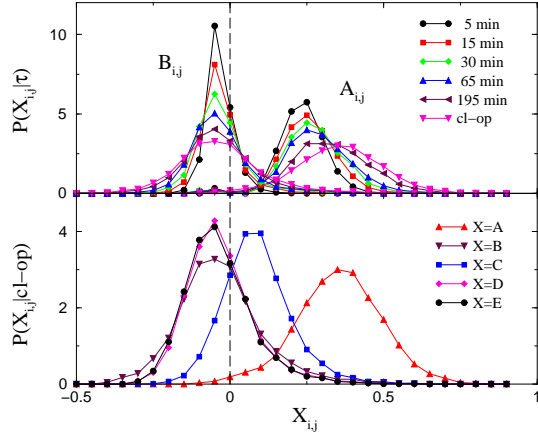 10
5
0
P(X_{i,j}|τ)
B_{i,j}
A_{i,j}
5 min
15 min
30 min
65 min
195 min
cl−op
4
2
0
P(X_{i,j}|cl−op)
X=A
X=B
X=C
X=D
X=E
−0.5 0 0.5 1
X_{i,j}